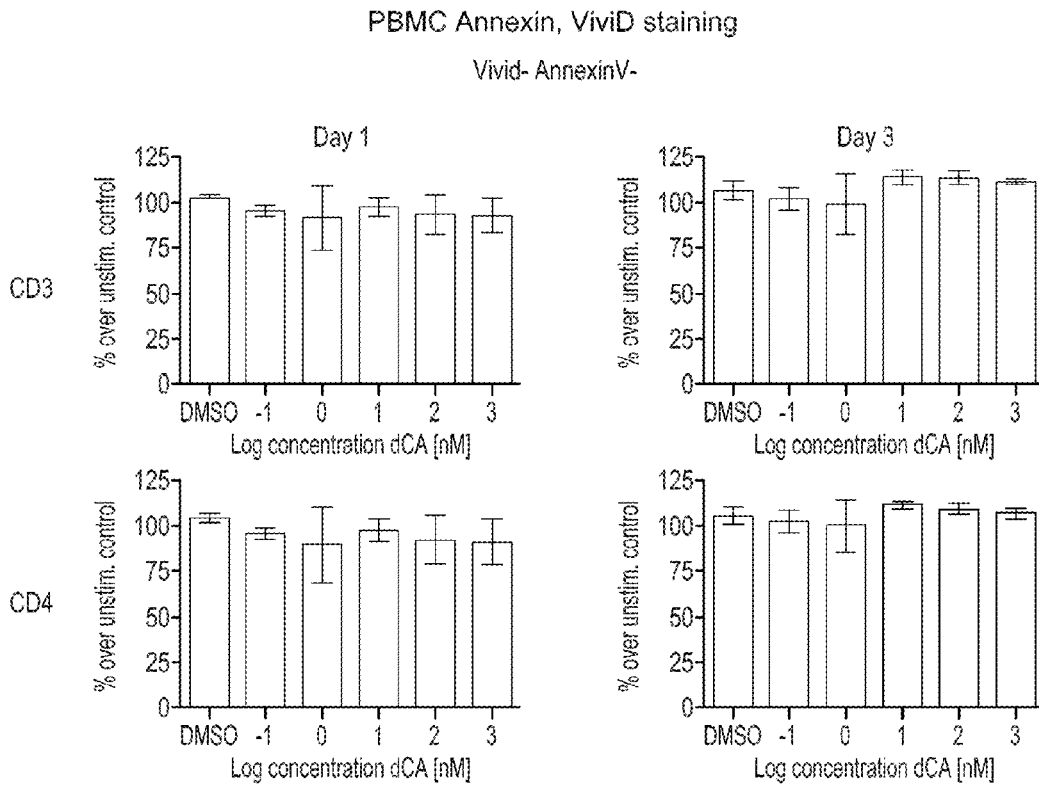 PBMC Annexin, ViviD staining
Vivid- AnnexinV-
Day 1
Day 3
CD3
% over unstim. control
125
100
75
50
25
0
DMSO -1 0 1 2 3
Log concentration dCA [nM]
% over unstim. control
125
100
75
50
25
0
DMSO -1 0 1 2 3
Log concentration dCA [nM]
CD4
% over unstim. control
125
100
75
50
25
0
DMSO -1 0 1 2 3
Log concentration dCA [nM]
% over unstim. control
125
100
75
50
25
0
DMSO -1 0 1 2 3
Log concentration dCA [nM]